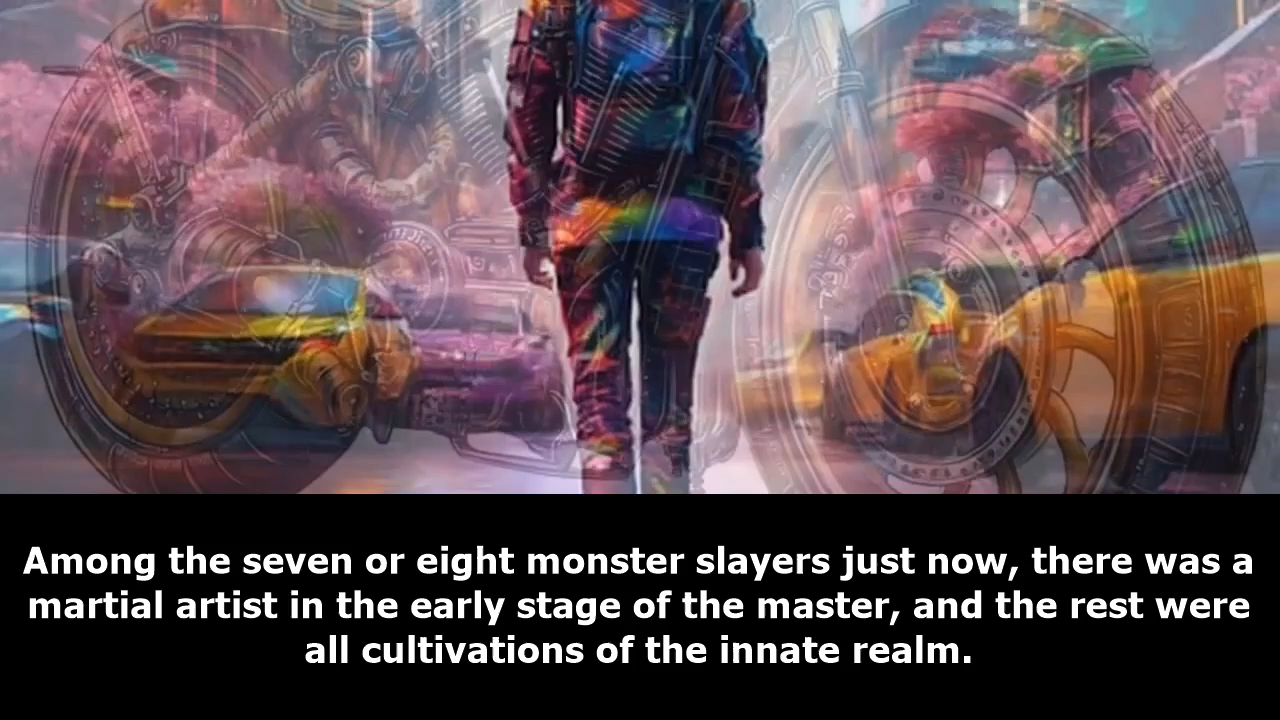 Among the seven or eight monster slayers just now, there was a
martial artist in the early stage of the master, and the rest were
all cultivations of the innate realm.